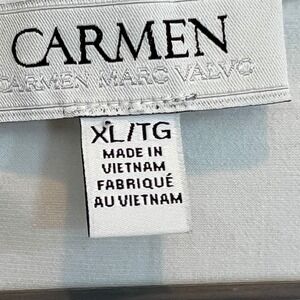 CARMEN
CARMEN MARC VALVO
XL/TG
MADE IN
VIETNAM
FABRIQUÉ
AU VIETNAM